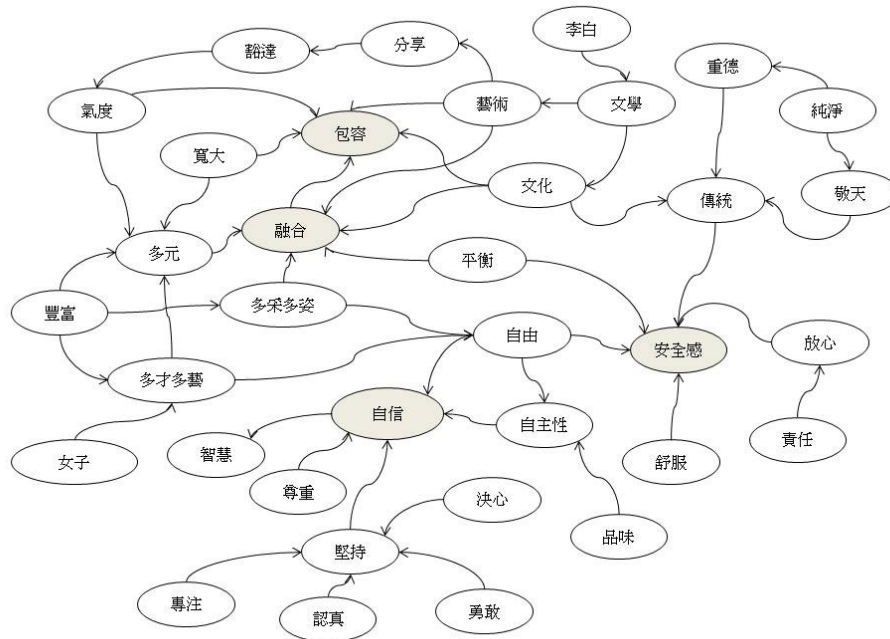 李白
分享
豁達
重德
氣度
藝術
文學
純淨
包容
寬大
文化
傳統
敬天
融合
多元
平衡
多采多姿
豐富
自由
安全感
放心
多才多藝
自信
自主性
智慧
女子
舒服
責任
尊重
決心
品味
堅持
專注
認真
勇敢